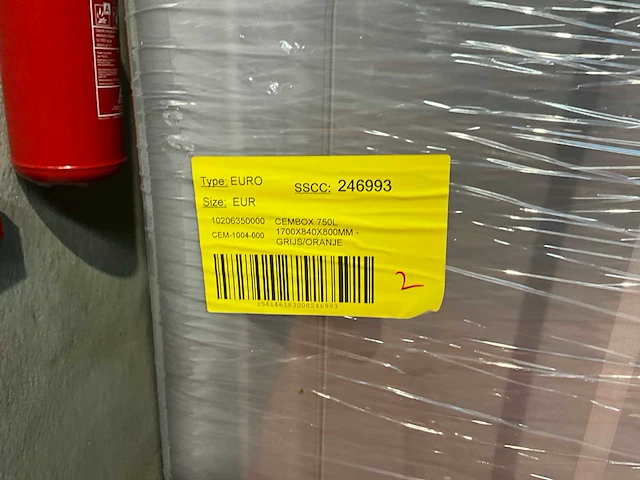 Type: EURO
SSCC: 246993
Size: EUR
10206350000 CEMBOX 750L
CEM-1004-000 1700X840X800MM -
GRIJS/ORANJE
2